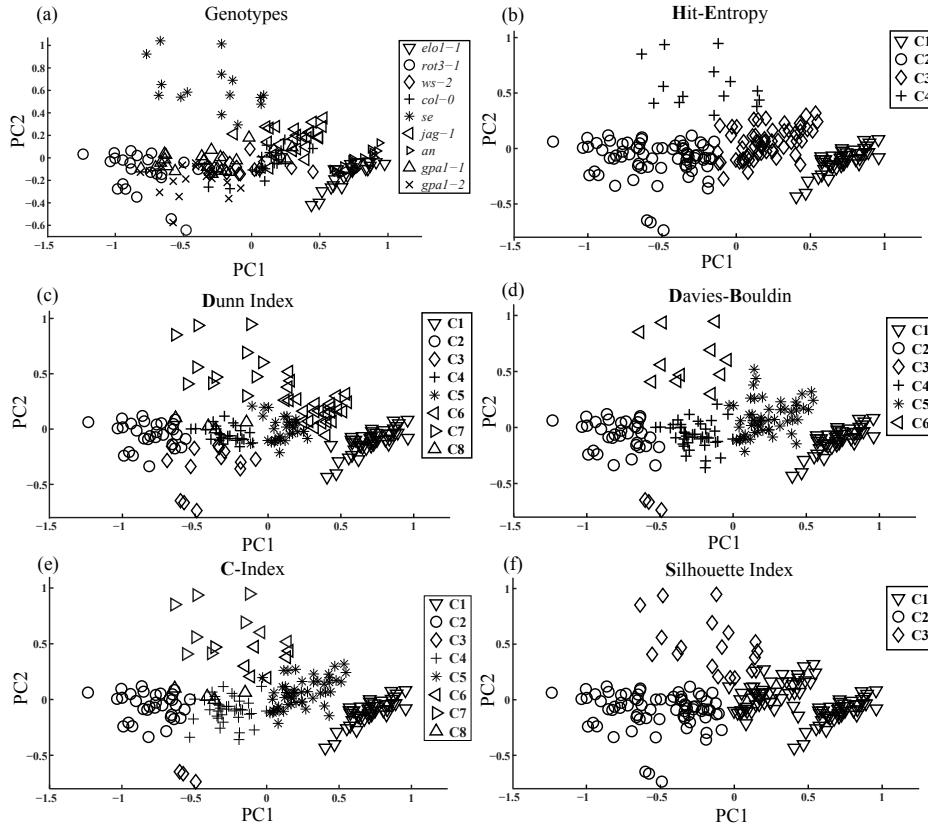 (a) Genotypes
PC2
1
0.8
0.6
0.4
0.2
0
−0.2
−0.4
−0.6
−1.5 −1 −0.5 0 0.5 1
PC1
elo1−1
rot3−1
ws−2
col−0
se
jag−1
an
gpa1−1
gpa1−2
(b) Hit-Entropy
PC2
1
0.5
0
−0.5
−1.5 −1 −0.5 0 0.5 1
PC1
C1
C2
C3
C4
(c) Dunn Index
PC2
1
0.5
0
−0.5
−1.5 −1 −0.5 0 0.5 1
PC1
C1
C2
C3
C4
C5
C6
C7
C8
(d) Davies-Bouldin
PC2
1
0.5
0
−0.5
−1.5 −1 −0.5 0 0.5 1
PC1
C1
C2
C3
C4
C5
C6
(e) C-Index
PC2
1
0.5
0
−0.5
−1.5 −1 −0.5 0 0.5 1
PC1
C1
C2
C3
C4
C5
C6
C7
C8
(f) Silhouette Index
PC2
1
0.5
0
−0.5
−1.5 −1 −0.5 0 0.5 1
PC1
C1
C2
C3